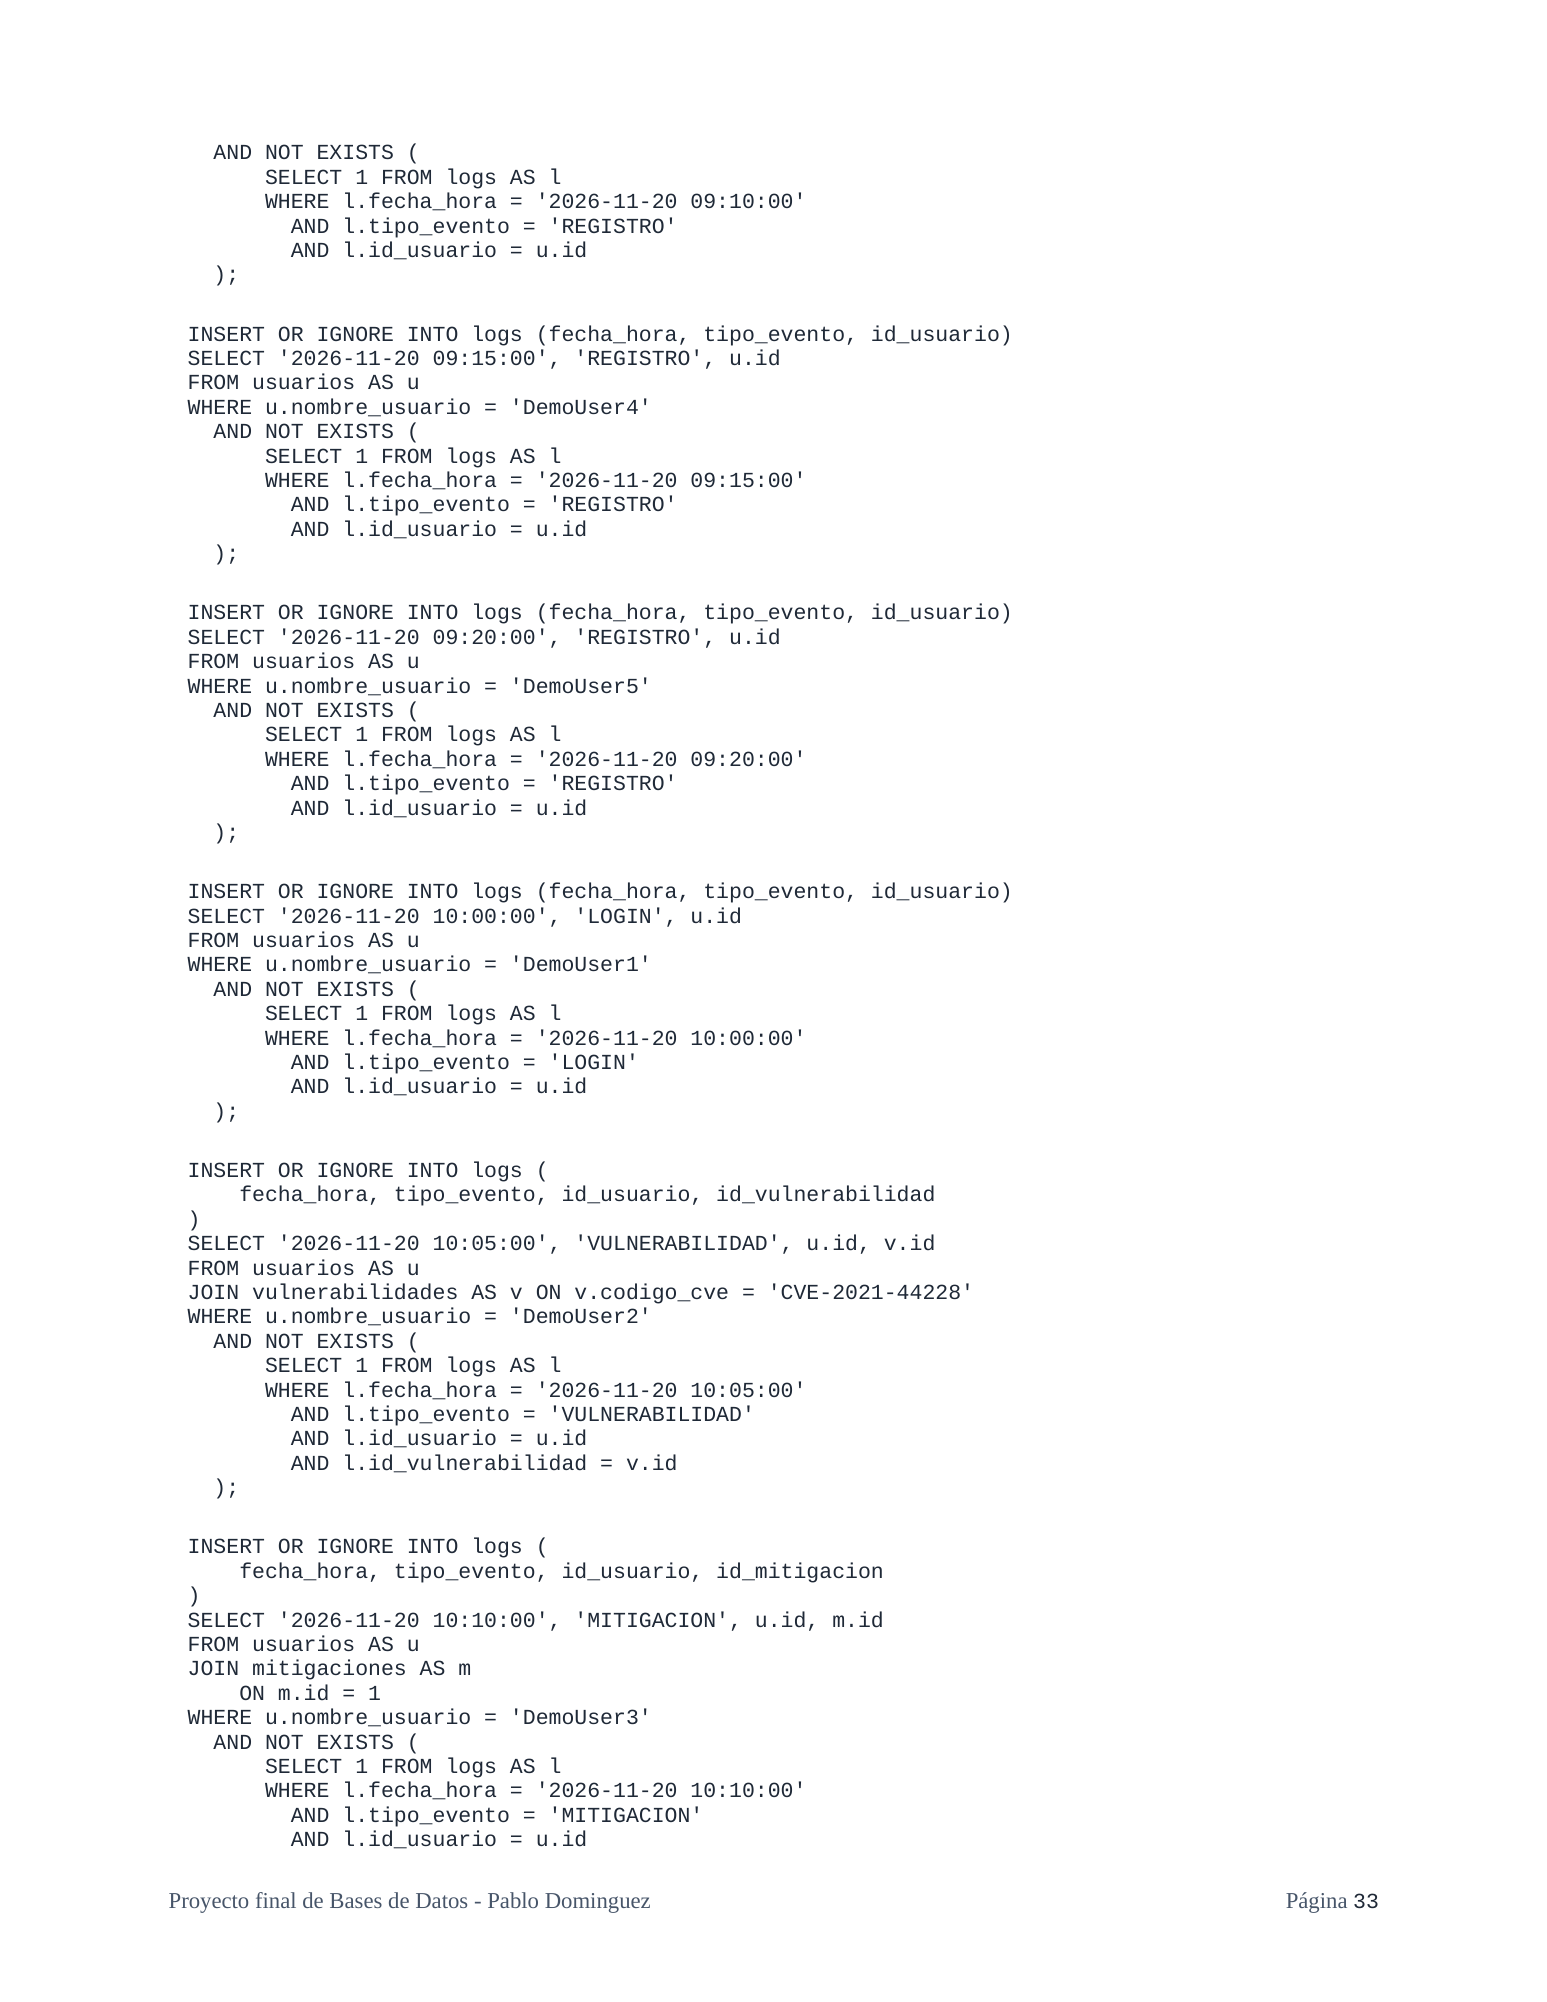 AND NOT EXISTS (
      SELECT 1 FROM logs AS l
      WHERE l.fecha_hora = '2026-11-20 09:10:00'
        AND l.tipo_evento = 'REGISTRO'
        AND l.id_usuario = u.id
  );

INSERT OR IGNORE INTO logs (fecha_hora, tipo_evento, id_usuario)
SELECT '2026-11-20 09:15:00', 'REGISTRO', u.id
FROM usuarios AS u
WHERE u.nombre_usuario = 'DemoUser4'
  AND NOT EXISTS (
      SELECT 1 FROM logs AS l
      WHERE l.fecha_hora = '2026-11-20 09:15:00'
        AND l.tipo_evento = 'REGISTRO'
        AND l.id_usuario = u.id
  );

INSERT OR IGNORE INTO logs (fecha_hora, tipo_evento, id_usuario)
SELECT '2026-11-20 09:20:00', 'REGISTRO', u.id
FROM usuarios AS u
WHERE u.nombre_usuario = 'DemoUser5'
  AND NOT EXISTS (
      SELECT 1 FROM logs AS l
      WHERE l.fecha_hora = '2026-11-20 09:20:00'
        AND l.tipo_evento = 'REGISTRO'
        AND l.id_usuario = u.id
  );

INSERT OR IGNORE INTO logs (fecha_hora, tipo_evento, id_usuario)
SELECT '2026-11-20 10:00:00', 'LOGIN', u.id
FROM usuarios AS u
WHERE u.nombre_usuario = 'DemoUser1'
  AND NOT EXISTS (
      SELECT 1 FROM logs AS l
      WHERE l.fecha_hora = '2026-11-20 10:00:00'
        AND l.tipo_evento = 'LOGIN'
        AND l.id_usuario = u.id
  );

INSERT OR IGNORE INTO logs (
    fecha_hora, tipo_evento, id_usuario, id_vulnerabilidad
)
SELECT '2026-11-20 10:05:00', 'VULNERABILIDAD', u.id, v.id
FROM usuarios AS u
JOIN vulnerabilidades AS v ON v.codigo_cve = 'CVE-2021-44228'
WHERE u.nombre_usuario = 'DemoUser2'
  AND NOT EXISTS (
      SELECT 1 FROM logs AS l
      WHERE l.fecha_hora = '2026-11-20 10:05:00'
        AND l.tipo_evento = 'VULNERABILIDAD'
        AND l.id_usuario = u.id
        AND l.id_vulnerabilidad = v.id
  );

INSERT OR IGNORE INTO logs (
    fecha_hora, tipo_evento, id_usuario, id_mitigacion
)
SELECT '2026-11-20 10:10:00', 'MITIGACION', u.id, m.id
FROM usuarios AS u
JOIN mitigaciones AS m
    ON m.id = 1
WHERE u.nombre_usuario = 'DemoUser3'
  AND NOT EXISTS (
      SELECT 1 FROM logs AS l
      WHERE l.fecha_hora = '2026-11-20 10:10:00'
        AND l.tipo_evento = 'MITIGACION'
        AND l.id_usuario = u.id
Proyecto final de Bases de Datos - Pablo Dominguez Página 33